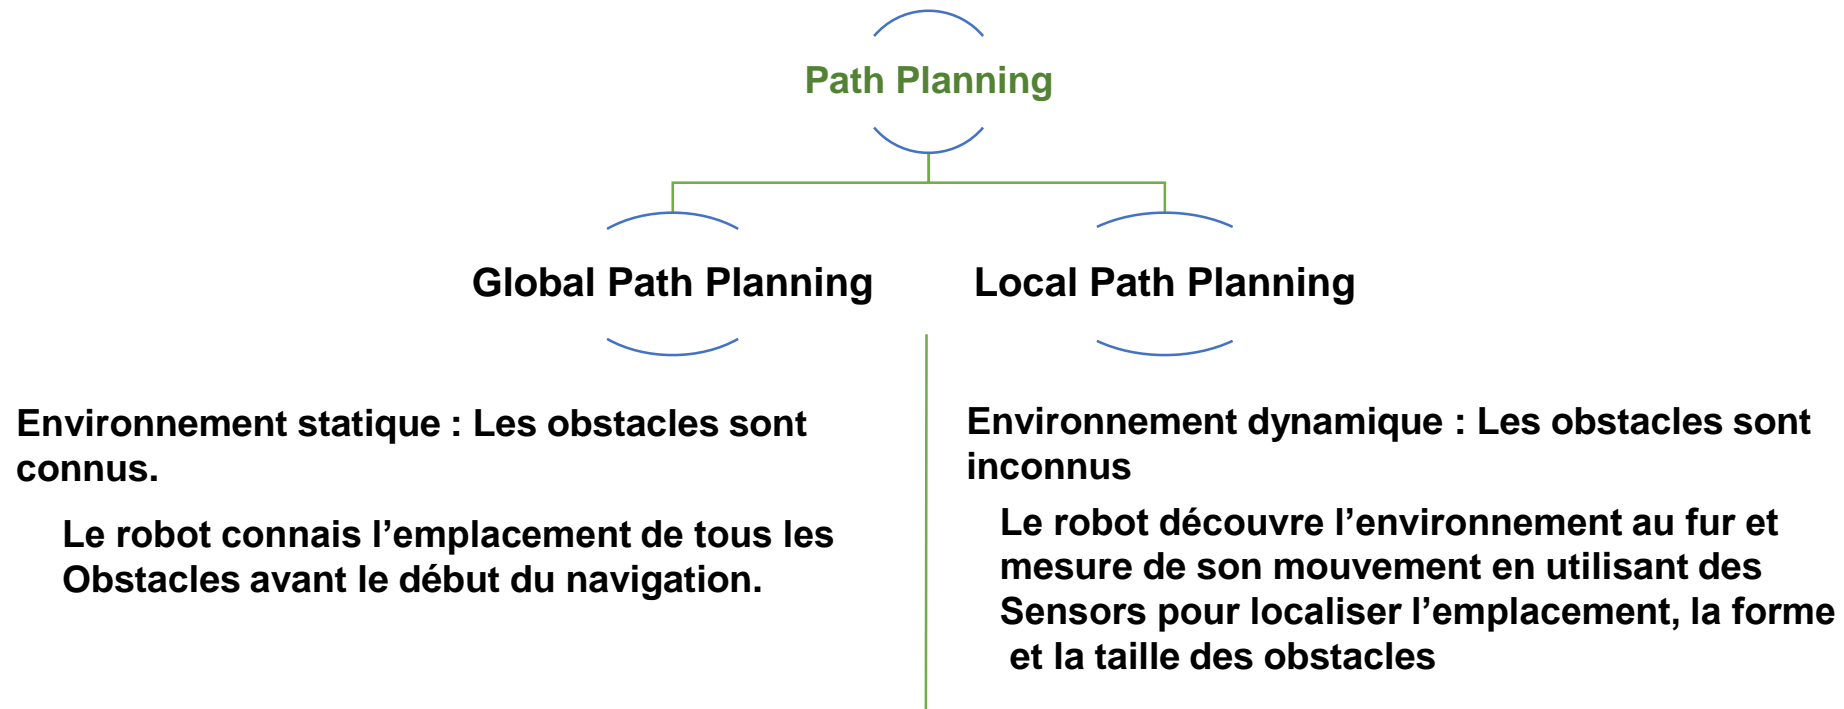 Path Planning
Global Path Planning
Local Path Planning
Environnement statique : Les obstacles sont
connus.
Le robot connais l’emplacement de tous les
Obstacles avant le début du navigation.
Environnement dynamique : Les obstacles sont
inconnus
Le robot découvre l’environnement au fur et
mesure de son mouvement en utilisant des
Sensors pour localiser l’emplacement, la forme
et la taille des obstacles